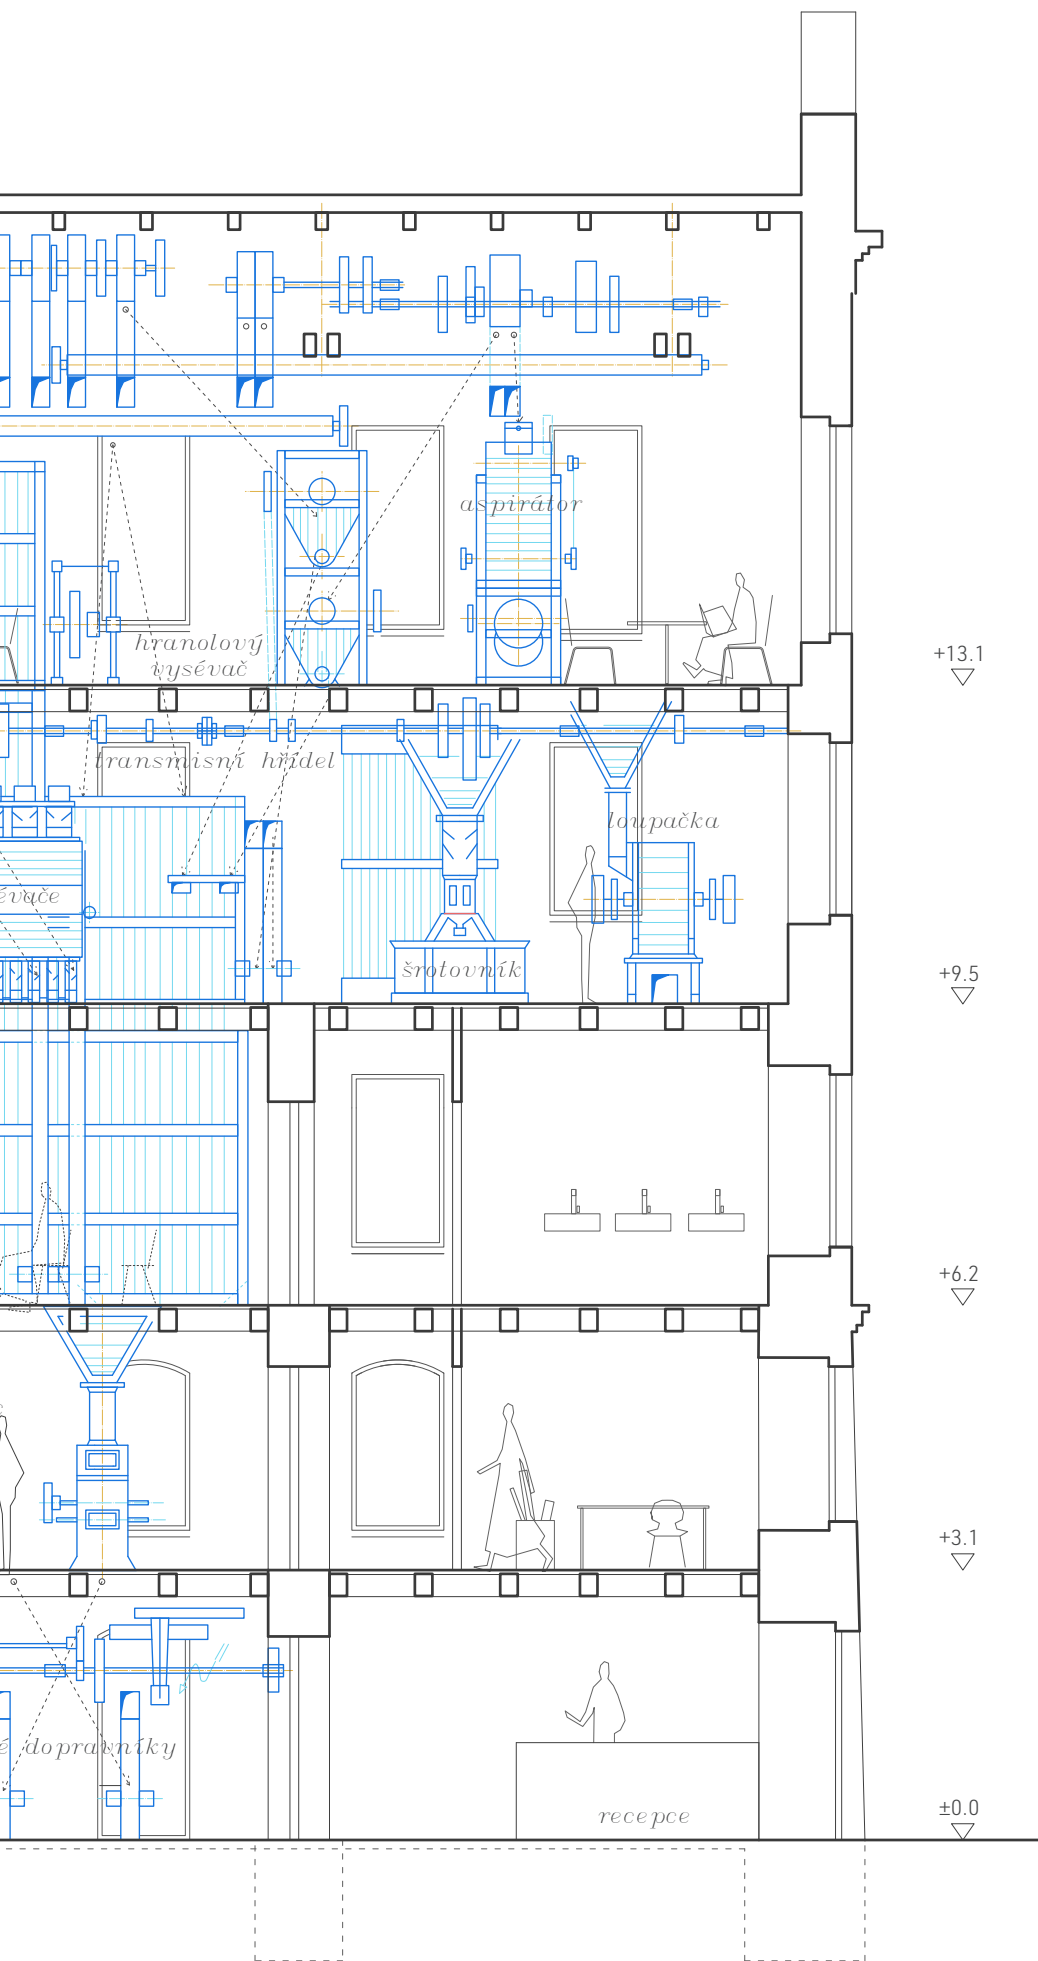 aspirátor
hranolový
vysévač
+13.1
transmisní hřídel
loupačka
évače
šrotovník
+9.5
+6.2
+3.1
é dopravníky
±0.0
recepce